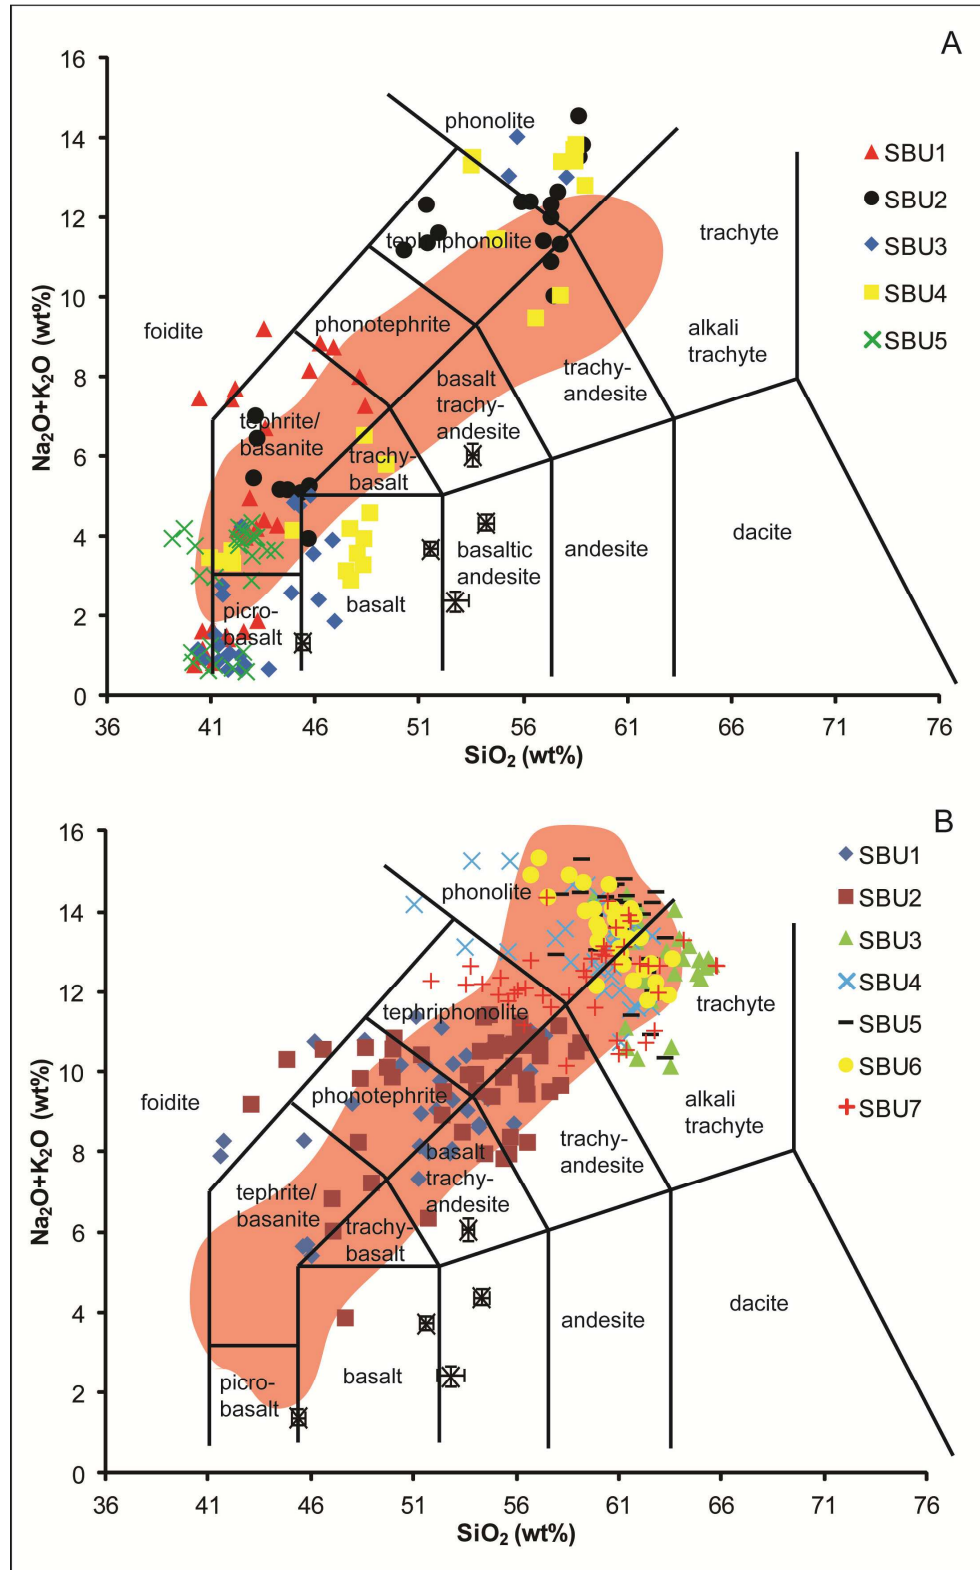 A
16
14
12
10
8
6
4
2
0
Na₂O+K₂O (wt%)
36 41 46 51 56 61 66 71 76
SiO₂ (wt%)
phonolite
tephriphonolite
trachyte
foidite
phonotephrite
alkali
trachyte
basalt
trachy-
andesite
trachy-
andesite
tephrite/
basanite
trachy-
basalt
dacite
basaltic
andesite
andesite
picro-
basalt
basalt
SBU1
SBU2
SBU3
SBU4
SBU5
B
16
14
12
10
8
6
4
2
0
Na₂O+K₂O (wt%)
36 41 46 51 56 61 66 71 76
SiO₂ (wt%)
phonolite
tephriphonolite
trachyte
foidite
phonotephrite
alkali
trachyte
basalt
trachy-
andesite
trachy-
andesite
tephrite/
basanite
trachy-
basalt
dacite
andesite
picro-
basalt
basalt
SBU1
SBU2
SBU3
SBU4
SBU5
SBU6
SBU7